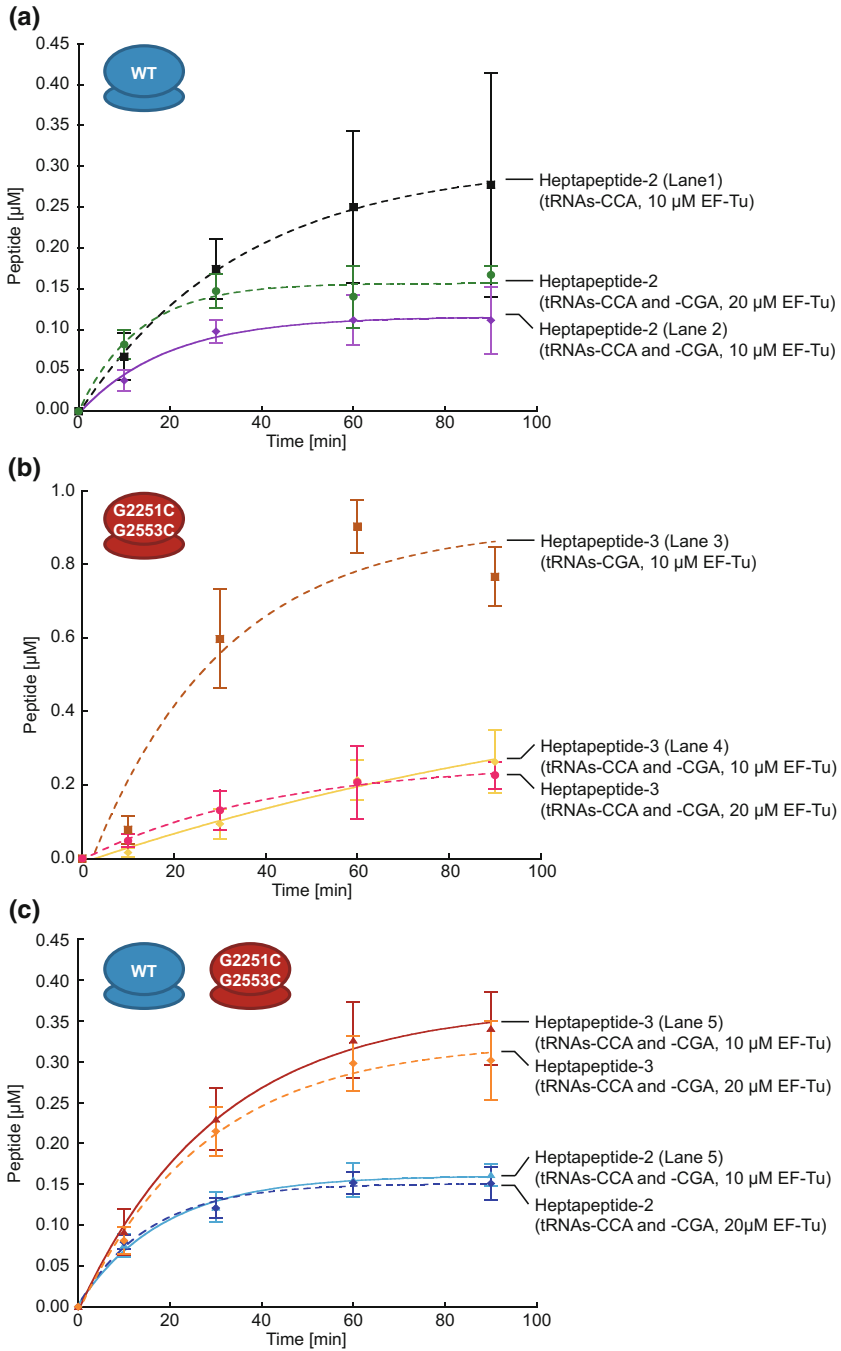 (a)
0.45
0.40
0.35
0.30
0.25
0.20
0.15
0.10
0.05
0.00
Peptide [µM]
WT
Heptapeptide-2 (Lane1)
(tRNAs-CCA, 10 µM EF-Tu)
Heptapeptide-2
(tRNAs-CCA and -CGA, 20 µM EF-Tu)
Heptapeptide-2 (Lane 2)
(tRNAs-CCA and -CGA, 10 µM EF-Tu)
0 20 40 60 80 100
Time [min]
(b)
1.0
0.8
0.6
0.4
0.2
0.0
Peptide [µM]
G2251C
G2553C
Heptapeptide-3 (Lane 3)
(tRNAs-CGA, 10 µM EF-Tu)
Heptapeptide-3 (Lane 4)
(tRNAs-CCA and -CGA, 10 µM EF-Tu)
Heptapeptide-3
(tRNAs-CCA and -CGA, 20 µM EF-Tu)
0 20 40 60 80 100
Time [min]
(c)
0.45
0.40
0.35
0.30
0.25
0.20
0.15
0.10
0.05
0.00
Peptide [µM]
WT
G2251C
G2553C
Heptapeptide-3 (Lane 5)
(tRNAs-CCA and -CGA, 10 µM EF-Tu)
Heptapeptide-3
(tRNAs-CCA and -CGA, 20 µM EF-Tu)
Heptapeptide-2 (Lane 5)
(tRNAs-CCA and -CGA, 10 µM EF-Tu)
Heptapeptide-2
(tRNAs-CCA and -CGA, 20µM EF-Tu)
0 20 40 60 80 100
Time [min]